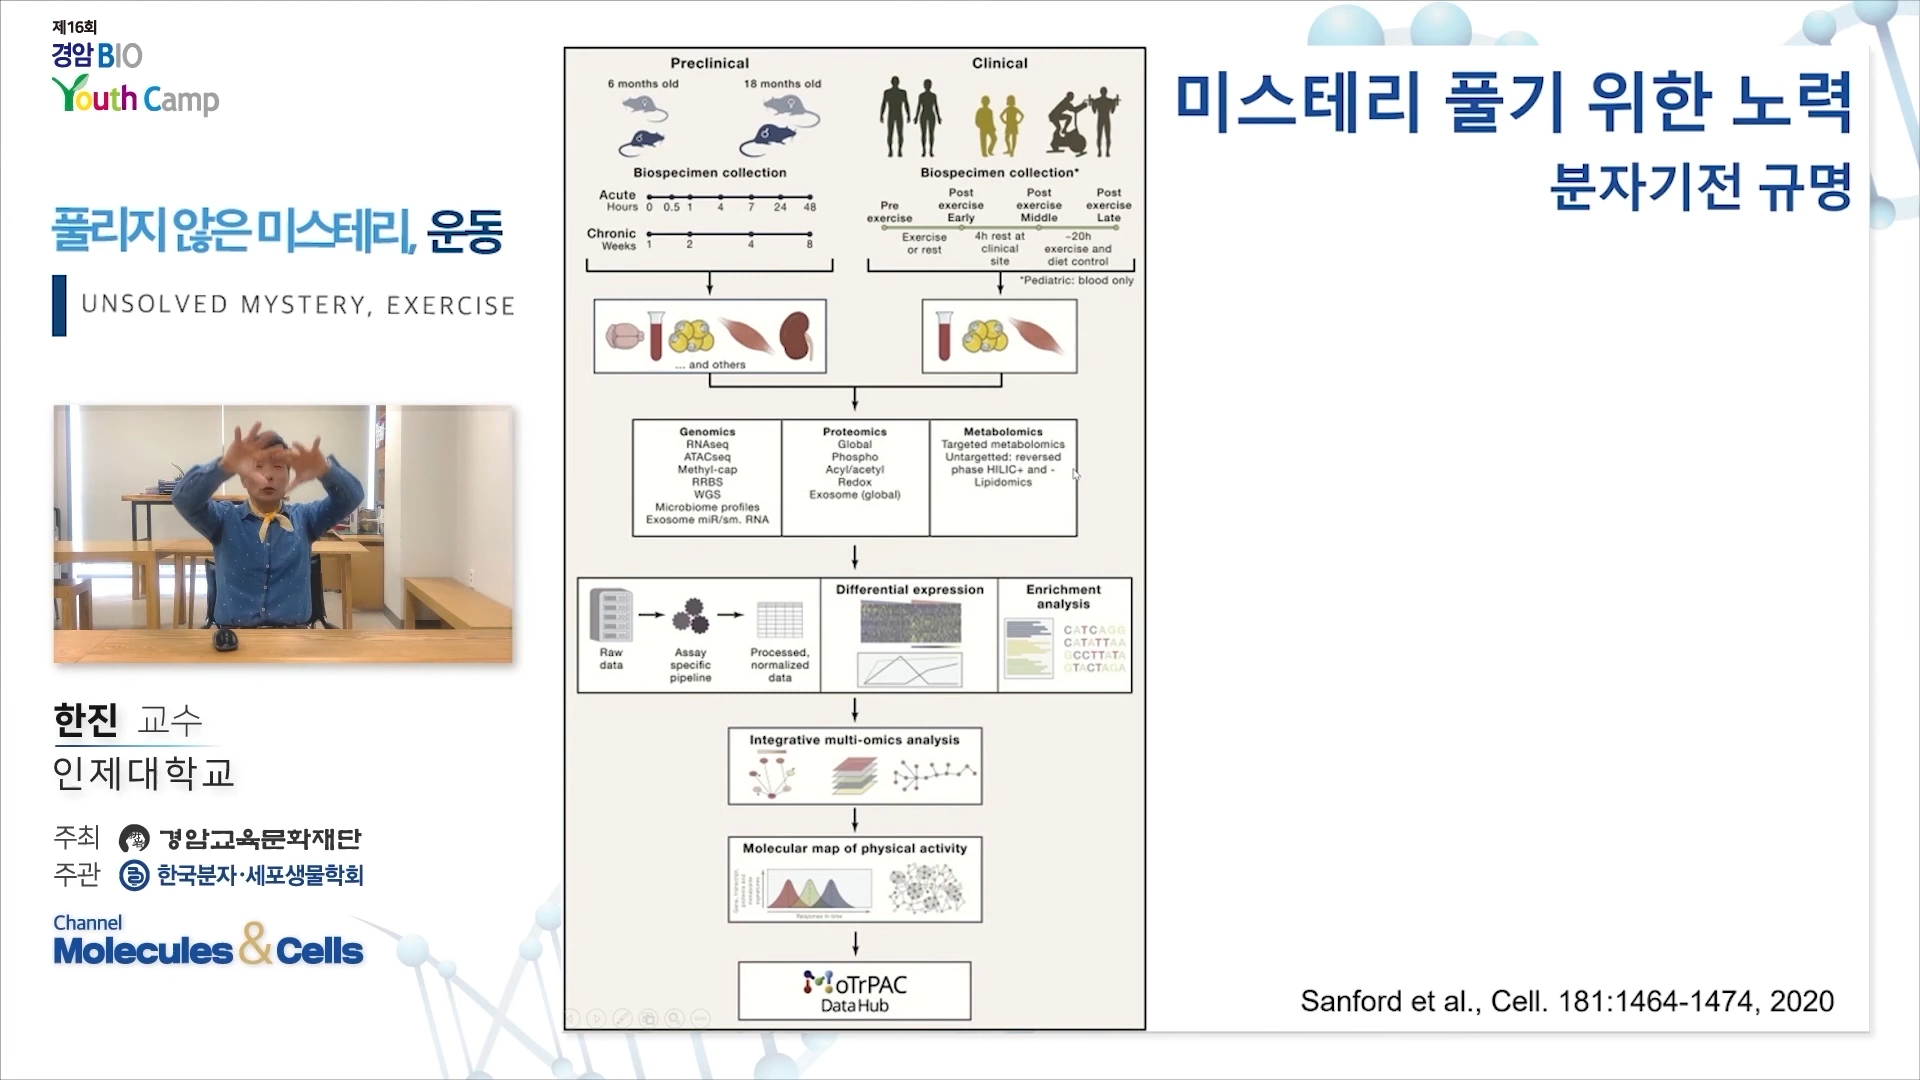 제16회
경암 BIO
Youth Camp
풀리지 않은 미스테리, 운동
UNSOLVED MYSTERY, EXERCISE
한진 교수
인제대학교
주최 경암교육문화재단
주관 한국분자·세포생물학회
Channel
Molecules & Cells
미스테리 풀기 위한 노력
분자기전 규명
Preclinical
6 months old
18 months old
Biospecimen collection
Acute
Hours
0 0.5 1 4 7 24 48
Chronic
Weeks
1 2 4 8
Clinical
Biospecimen collection*
Pre
exercise
Post
exercise
Early
Post
exercise
Middle
Post
exercise
Late
Exercise
or rest
4h rest at
clinical
site
~20h
exercise and
diet control
*Pediatric: blood only
... and others
Genomics
RNAseq
ATACseq
Methyl-cap
RRBS
WGS
Microbiome profiles
Exosome miR/sm. RNA
Proteomics
Global
Phospho
Acyl/acetyl
Redox
Exosome (global)
Metabolomics
Targeted metabolomics
Untargetted: reversed
phase HILIC+ and -
Lipidomics
Raw
data
Assay
specific
pipeline
Processed,
normalized
data
Differential expression
Enrichment
analysis
CATCAGG
CATATTAA
GCCTTATA
GTACTAGA
Integrative multi-omics analysis
Molecular map of physical activity
Response in time
MoTrPAC
Data Hub
Sanford et al., Cell. 181:1464-1474, 2020